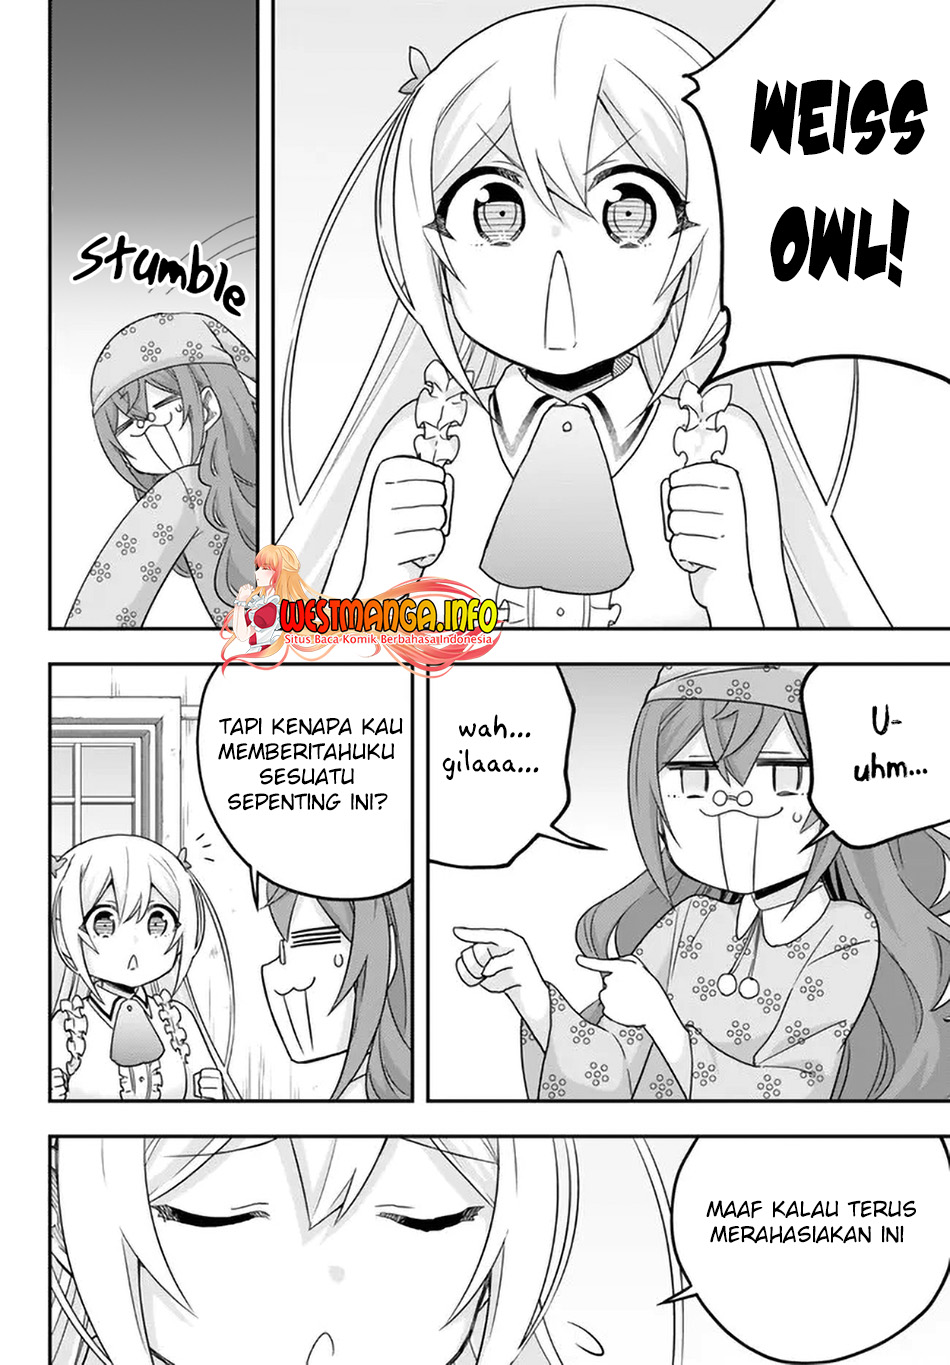 WEISS
OWL!
Stumble
WESTMANGA.INFO
Situs Baca Komik Berbahasa Indonesia
U-
uhm...
wah...
gilaaa...
TAPI KENAPA KAU
MEMBERITAHUKU
SESUATU
SEPENTING INI?
MAAF KALAU TERUS
MERAHASIAKAN INI